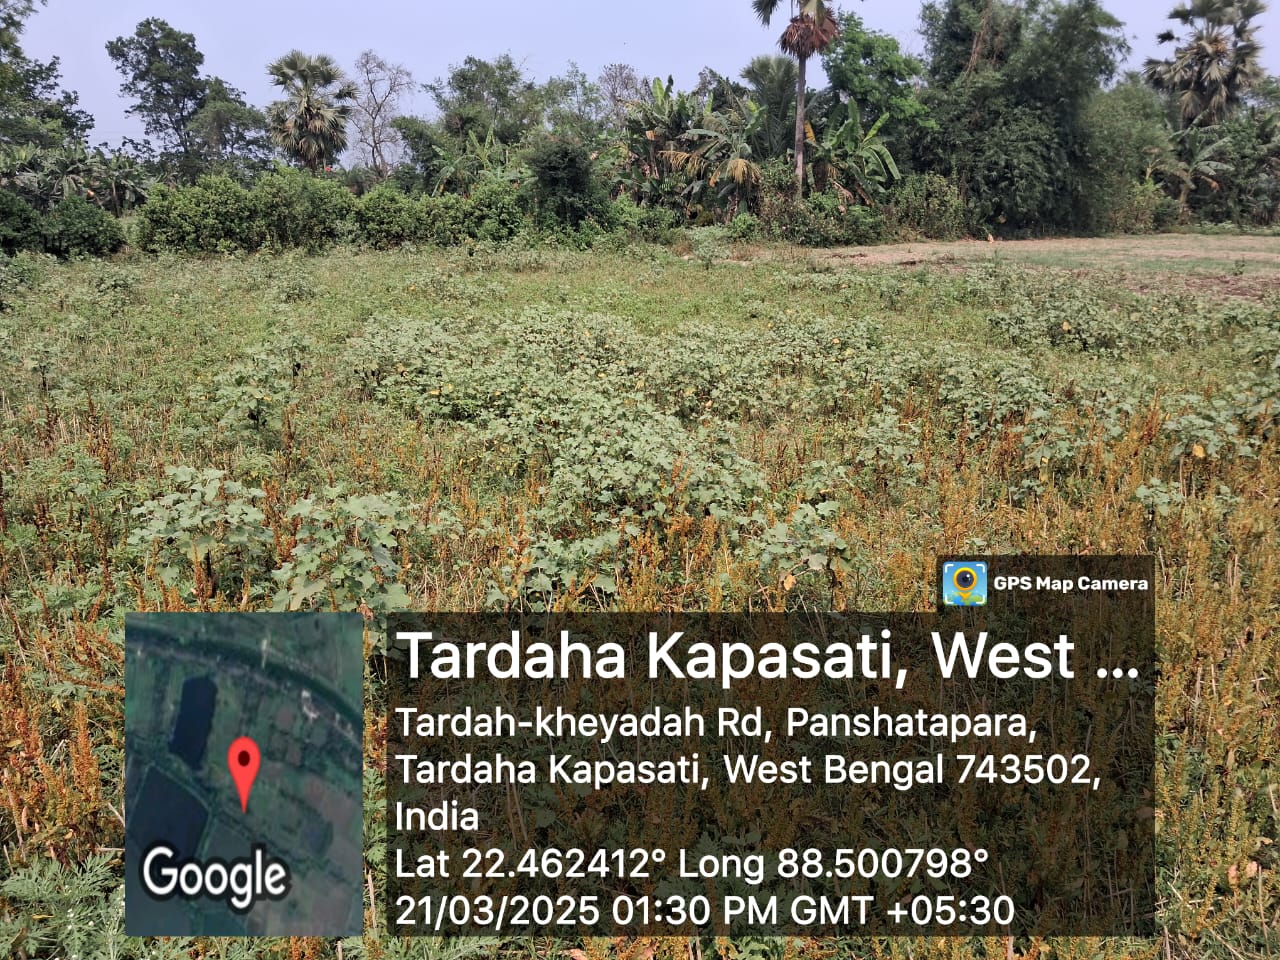 GPS Map Camera
Tardaha Kapasati, West ...
Tardah-kheyadah Rd, Panshatapara,
Tardaha Kapasati, West Bengal 743502,
India
Lat 22.462412° Long 88.500798°
21/03/2025 01:30 PM GMT +05:30
Google